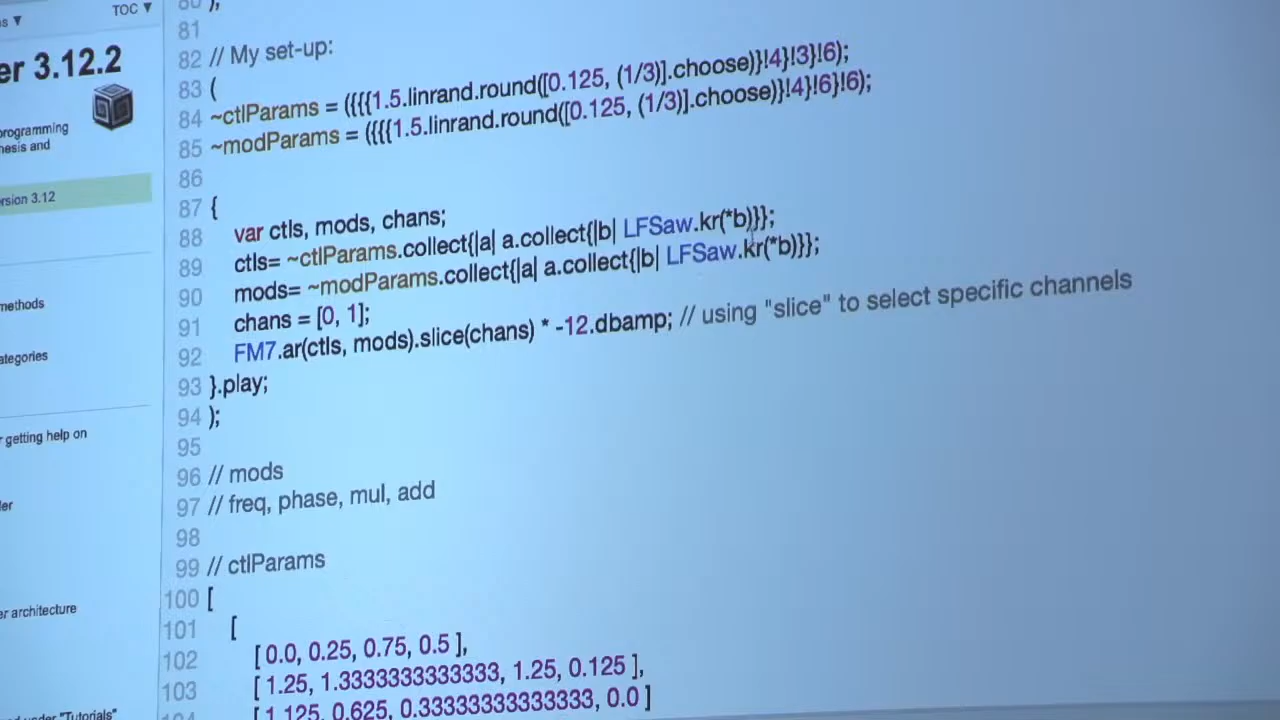 TOC ▼
er 3.12.2
programming
hesis and
rsion 3.12
methods
ategories
r getting help on
er architecture
"Tutorials"
81
82 // My set-up:
83 (
84 ~ctlParams = ({{{1.5.linrand.round([0.125, (1/3)].choose)}!4}!3}!6);
85 ~modParams = ({{{1.5.linrand.round([0.125, (1/3)].choose)}!4}!6}!6);
86
87 {
88 var ctls, mods, chans;
89 ctls= ~ctlParams.collect{|a| a.collect{|b| LFSaw.kr(*b)}};
90 mods= ~modParams.collect{|a| a.collect{|b| LFSaw.kr(*b)}};
91 chans = [0, 1];
92 FM7.ar(ctls, mods).slice(chans) * -12.dbamp; // using "slice" to select specific channels
93 }.play;
94 );
95
96 // mods
97 // freq, phase, mul, add
98
99 // ctlParams
100 [
101 [
102 [ 0.0, 0.25, 0.75, 0.5 ],
103 [ 1.25, 1.3333333333333, 1.25, 0.125 ],
[ 1.125, 0.625, 0.33333333333333, 0.0 ]